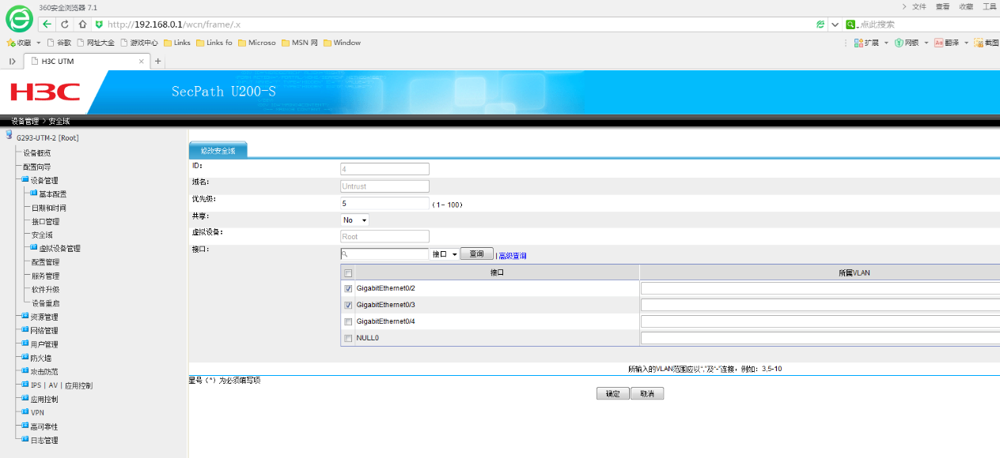 360安全浏览器 7.1
文件 查看 收藏 工具
http://192.168.0.1/wcn/frame/.x
点此搜索
收藏 谷歌 网址大全 游戏中心 Links Links fo Microso MSN 网 Window
扩展 网银 翻译 截图
H3C UTM
H3C
SecPath U200-S
设备管理 > 安全域
G293-UTM-2 [Root]
设备概览
配置向导
设备管理
基本配置
日期和时间
接口管理
安全域
虚拟设备管理
配置管理
服务管理
软件升级
设备重启
资源管理
网络管理
用户管理
防火墙
攻击防范
IPS | AV | 应用控制
应用控制
VPN
高可靠性
日志管理
修改安全域
ID: 4
域名: Untrust
优先级: 5 (1- 100)
共享: No
虚拟设备: Root
接口: 接口 查询 | 高级查询
接口 所属VLAN
GigabitEthernet0/2
GigabitEthernet0/3
GigabitEthernet0/4
NULL0
所输入的VLAN范围应以“,”及“-”连接，例如：3,5-10
星号（*）为必须填写项
确定 取消